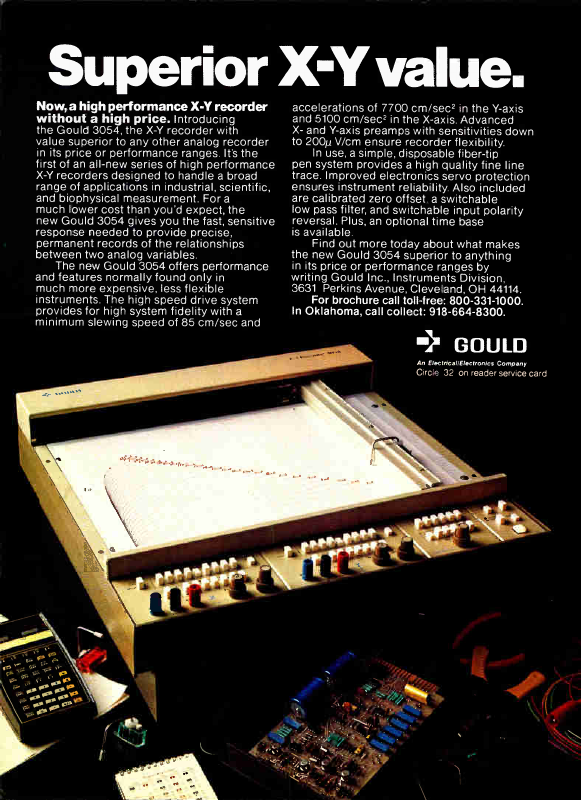 Superior X-Y value.
Now, a high performance X-Y recorder
without a high price. Introducing
the Gould 3054, the X-Y recorder with
value superior to any other analog recorder
in its price or performance ranges. It's the
first of an all-new series of high performance
X-Y recorders designed to handle a broad
range of applications in industrial, scientific,
and biophysical measurement. For a
much lower cost than you'd expect, the
new Gould 3054 gives you the fast, sensitive
response needed to provide precise,
permanent records of the relationships
between two analog variables.
The new Gould 3054 offers performance
and features normally found only in
much more expensive, less flexible
instruments. The high speed drive system
provides for high system fidelity with a
minimum slewing speed of 85 cm/sec and
accelerations of 7700 cm/sec² in the Y-axis
and 5100 cm/sec² in the X-axis. Advanced
X- and Y-axis preamps with sensitivities down
to 200µ V/cm ensure recorder flexibility.
In use, a simple, disposable fiber-tip
pen system provides a high quality fine line
trace. Improved electronics servo protection
ensures instrument reliability. Also included
are calibrated zero offset, a switchable
low pass filter, and switchable input polarity
reversal. Plus, an optional time base
is available.
Find out more today about what makes
the new Gould 3054 superior to anything
in its price or performance ranges by
writing Gould Inc., Instruments Division,
3631 Perkins Avenue, Cleveland, OH 44114.
For brochure call toll-free: 800-331-1000.
In Oklahoma, call collect: 918-664-8300.
GOULD
An Electrical/Electronics Company
Circle 32 on reader service card
GOULD